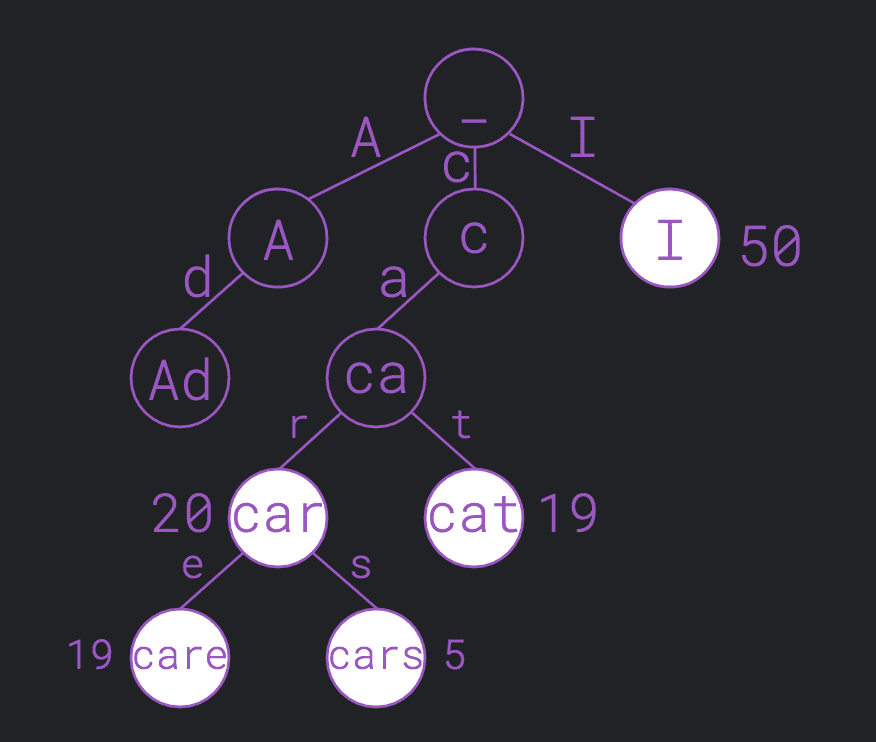 _
A c I
A c I 50
d a
Ad ca
r t
20 car cat 19
e s
19 care cars 5